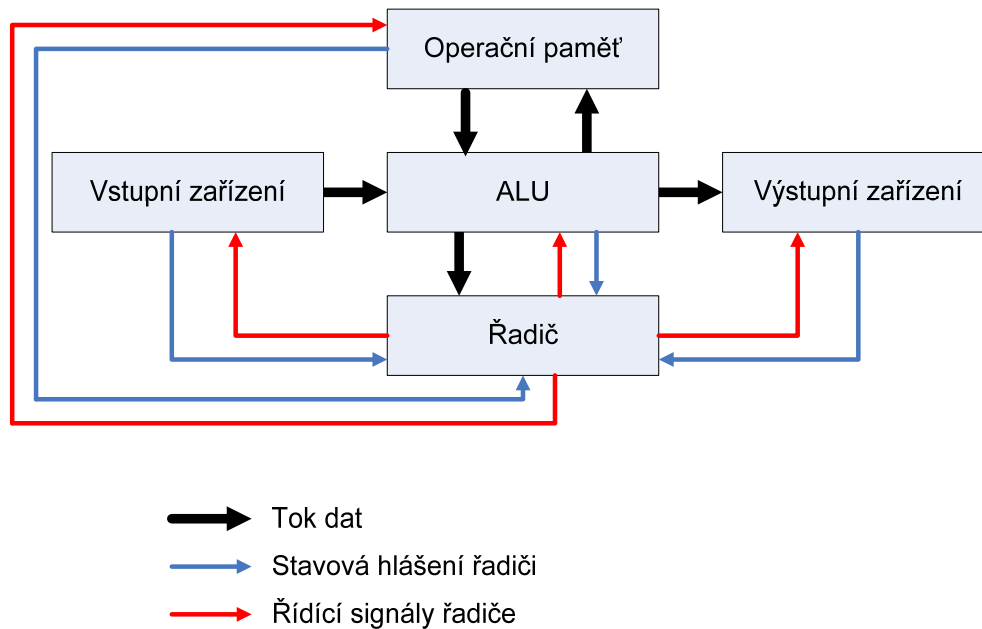 Operační paměť
Vstupní zařízení
ALU
Výstupní zařízení
Řadič
Tok dat
Stavová hlášení řadiči
Řídící signály řadiče